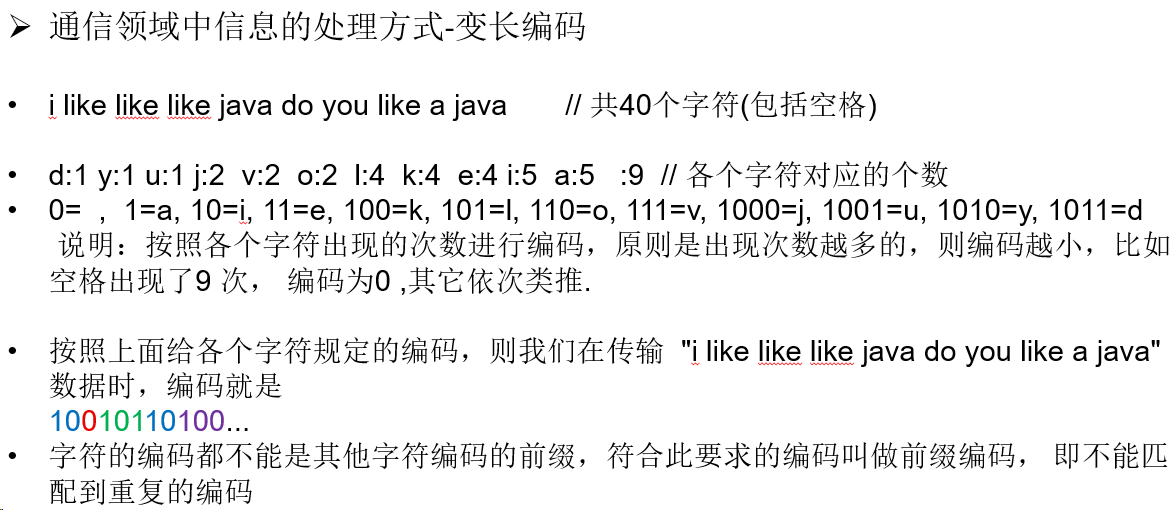 ➢ 通信领域中信息的处理方式-变长编码
• i like like like java do you like a java // 共40个字符(包括空格)
• d:1 y:1 u:1 j:2 v:2 o:2 l:4 k:4 e:4 i:5 a:5 :9 // 各个字符对应的个数
• 0= , 1=a, 10=i, 11=e, 100=k, 101=l, 110=o, 111=v, 1000=j, 1001=u, 1010=y, 1011=d
说明：按照各个字符出现的次数进行编码，原则是出现次数越多的，则编码越小，比如
空格出现了9 次， 编码为0 ,其它依次类推.
• 按照上面给各个字符规定的编码，则我们在传输 "i like like like java do you like a java"
数据时，编码就是
10010110100...
• 字符的编码都不能是其他字符编码的前缀，符合此要求的编码叫做前缀编码， 即不能匹
配到重复的编码